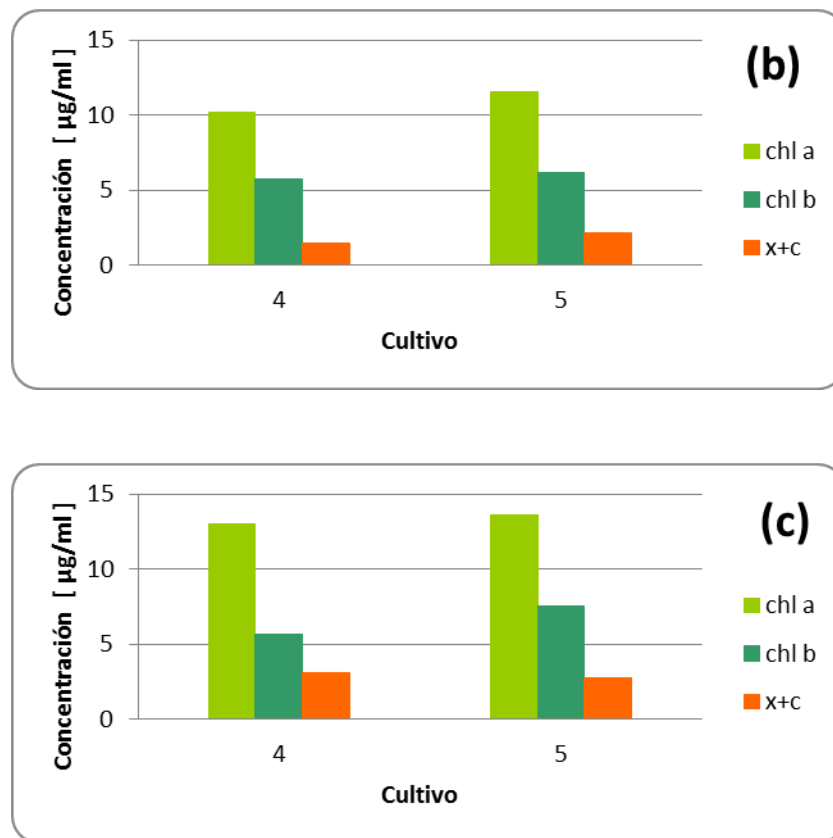 (b)
Concentración [ µg/ml ]
15
10
5
0
4
5
Cultivo
chl a
chl b
x+c
(c)
Concentración [ µg/ml ]
15
10
5
0
4
5
Cultivo
chl a
chl b
x+c